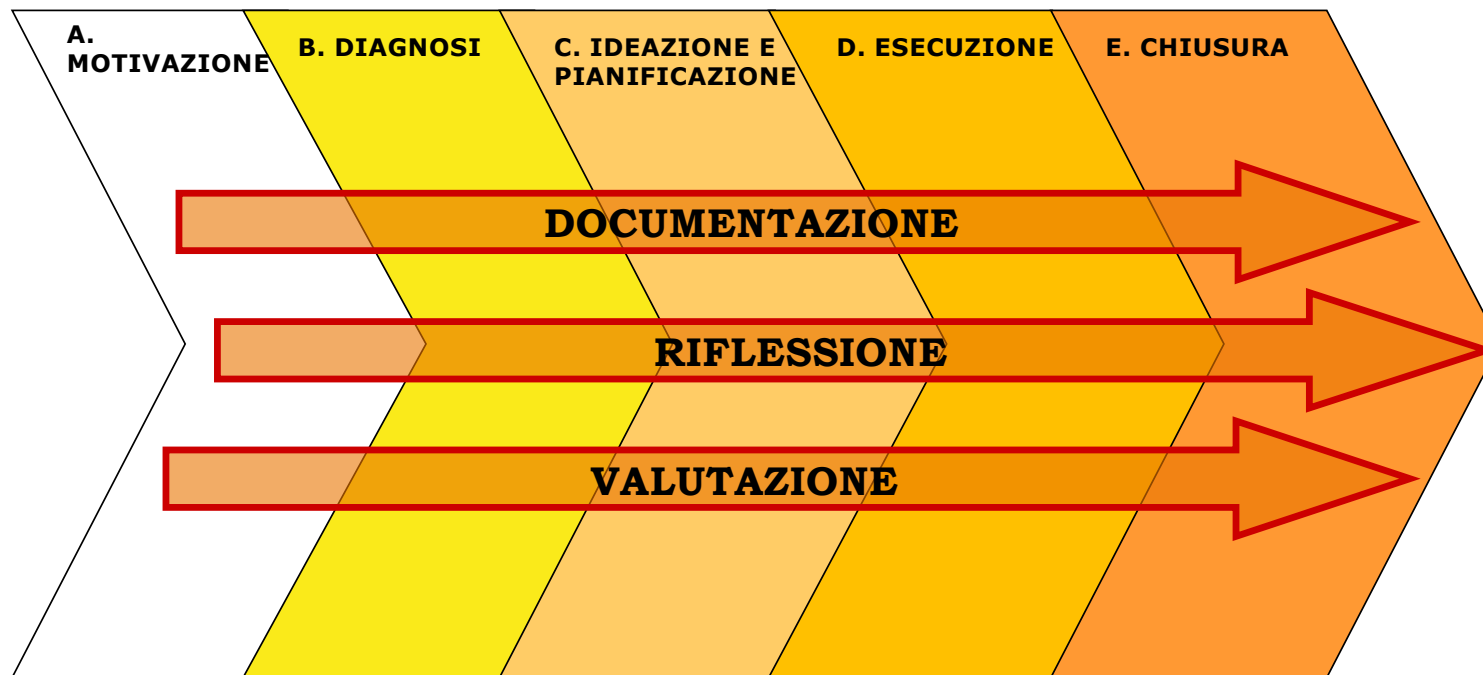 A.
MOTIVAZIONE
B. DIAGNOSI
C. IDEAZIONE E
PIANIFICAZIONE
D. ESECUZIONE
E. CHIUSURA
DOCUMENTAZIONE
RIFLESSIONE
VALUTAZIONE